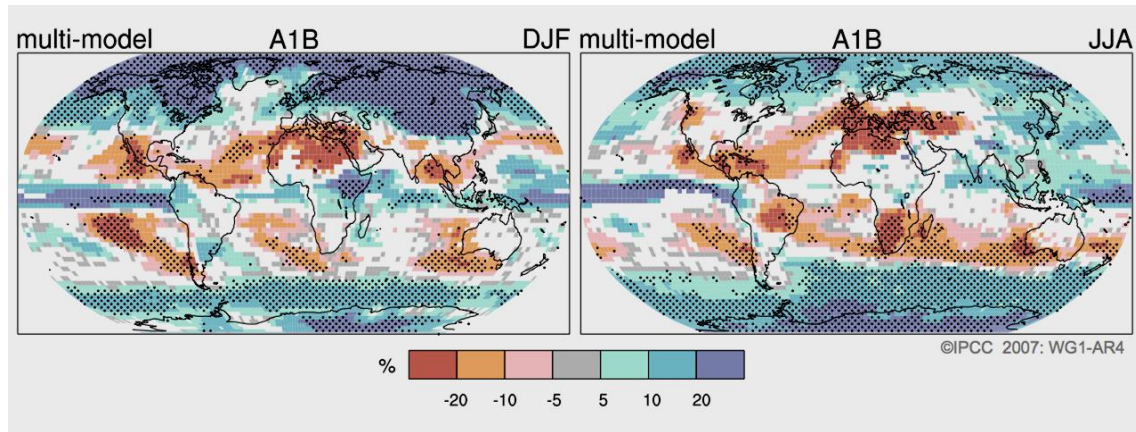 multi-model A1B DJF
multi-model A1B JJA
©IPCC 2007: WG1-AR4
%
-20 -10 -5 5 10 20